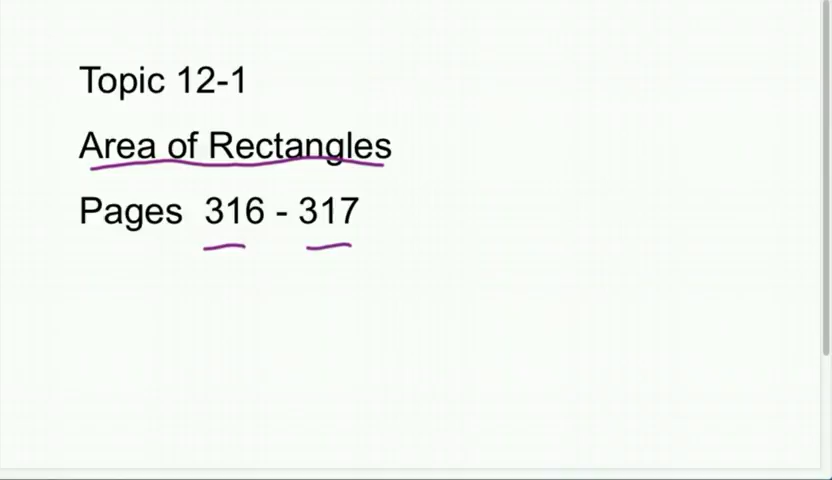 Topic 12-1
Area of Rectangles
Pages 316 - 317